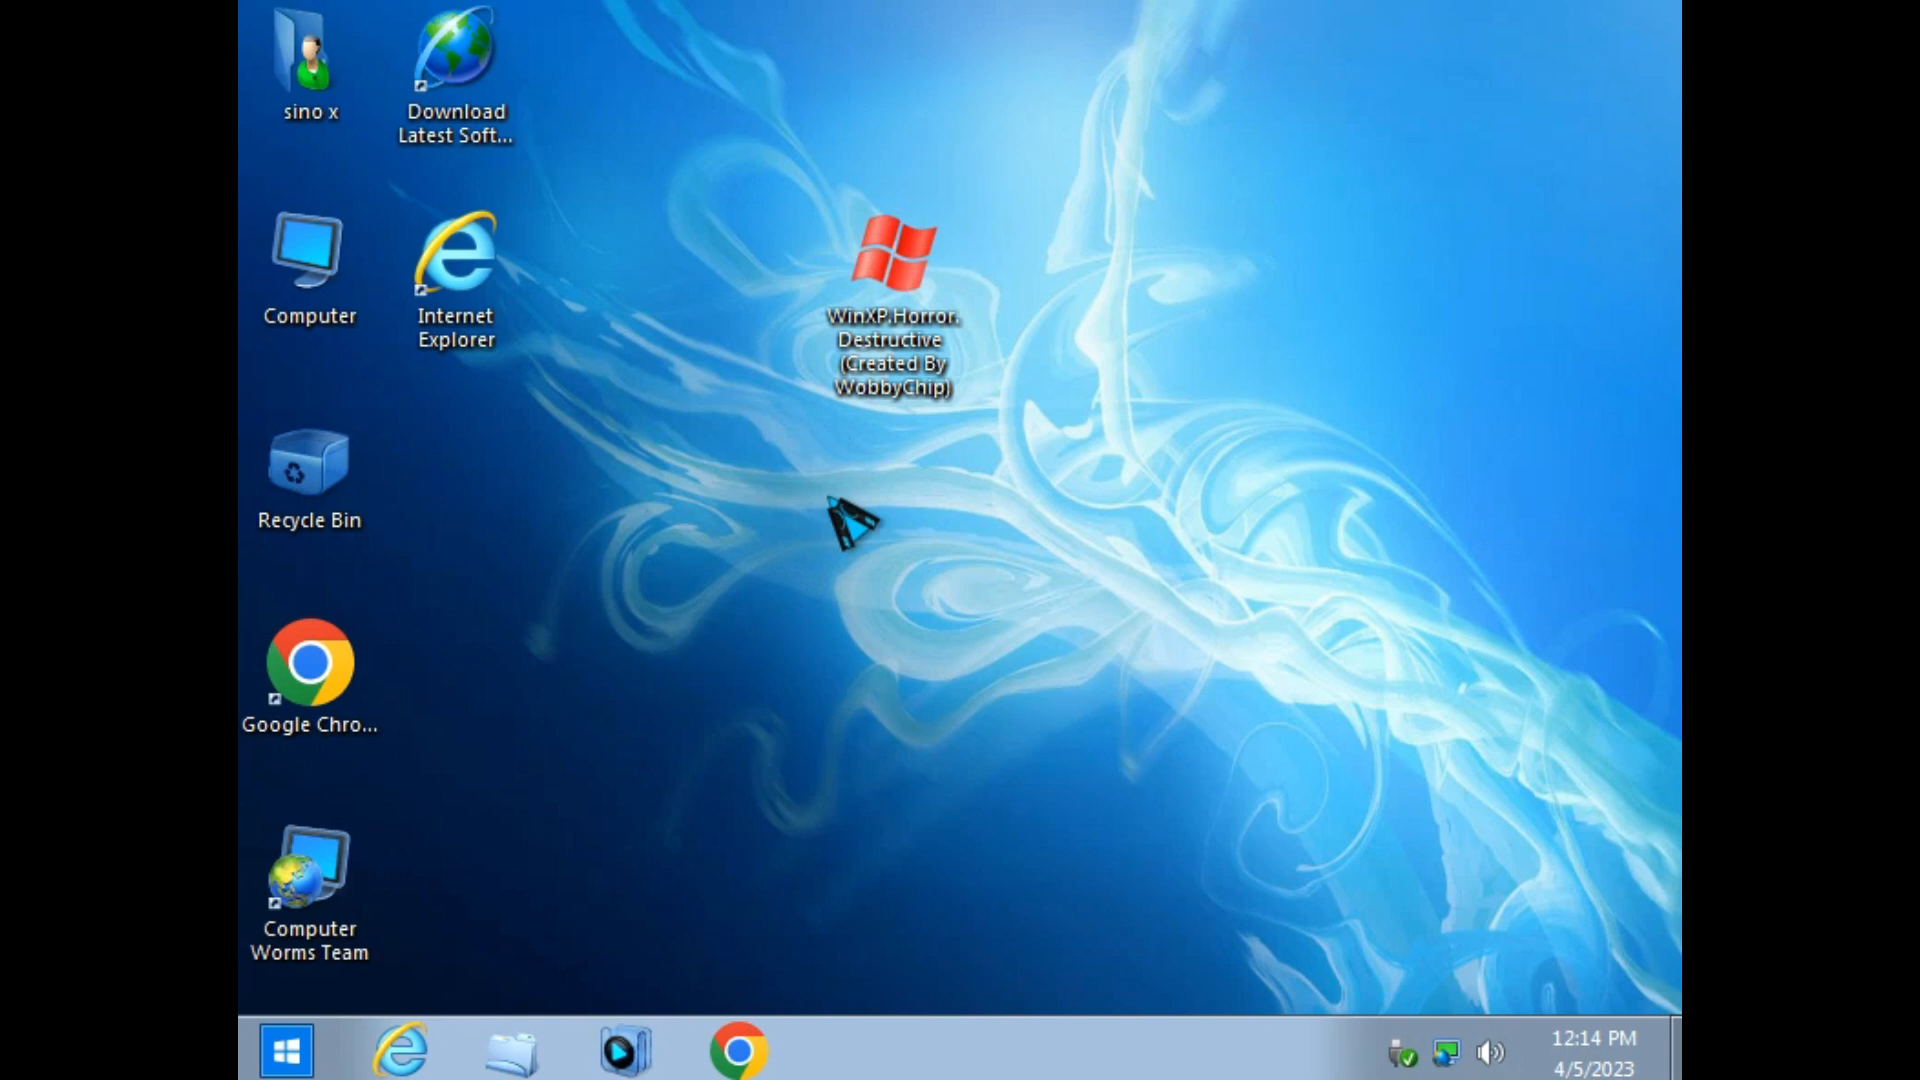 sino x
Download
Latest Soft...
Computer
Internet
Explorer
WinXP.Horror.
Destructive
(Created By
WobbyChip)
Recycle Bin
Google Chro...
Computer
Worms Team
12:14 PM
4/5/2023